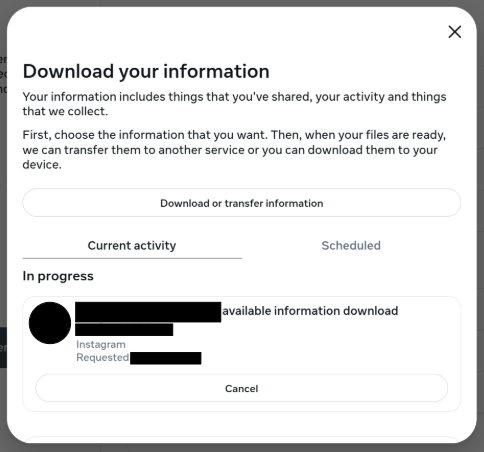 Download your information
Your information includes things that you've shared, your activity and things
that we collect.
First, choose the information that you want. Then, when your files are ready,
we can transfer them to another service or you can download them to your
device.
Download or transfer information
Current activity
Scheduled
In progress
available information download
Instagram
Requested
Cancel